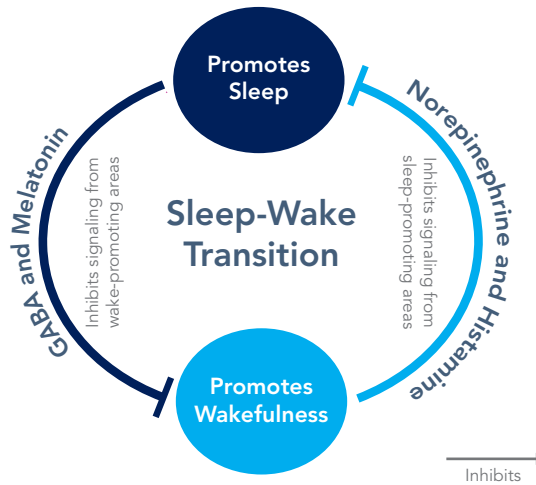 Promotes
Sleep
GABA and Melatonin
Inhibits signaling from
wake-promoting areas
Sleep-Wake
Transition
Inhibits signaling from
sleep-promoting areas
Norepinephrine and Histamine
Promotes
Wakefulness
Inhibits